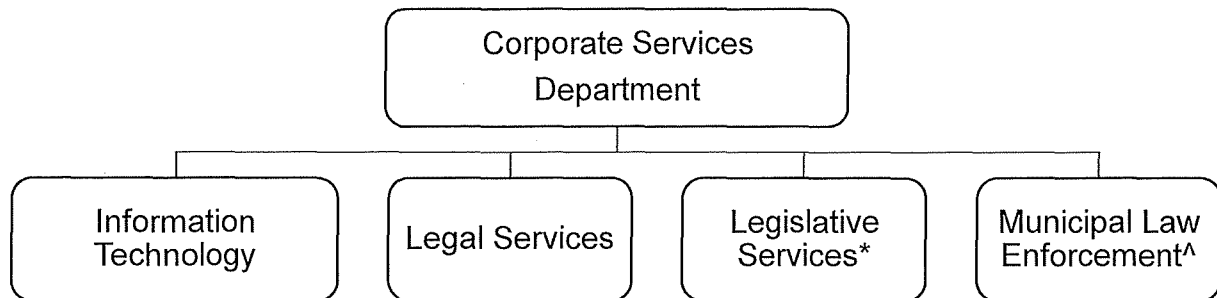 Corporate Services
Department
Information
Technology
Legal Services
Legislative
Services*
Municipal Law
Enforcement^